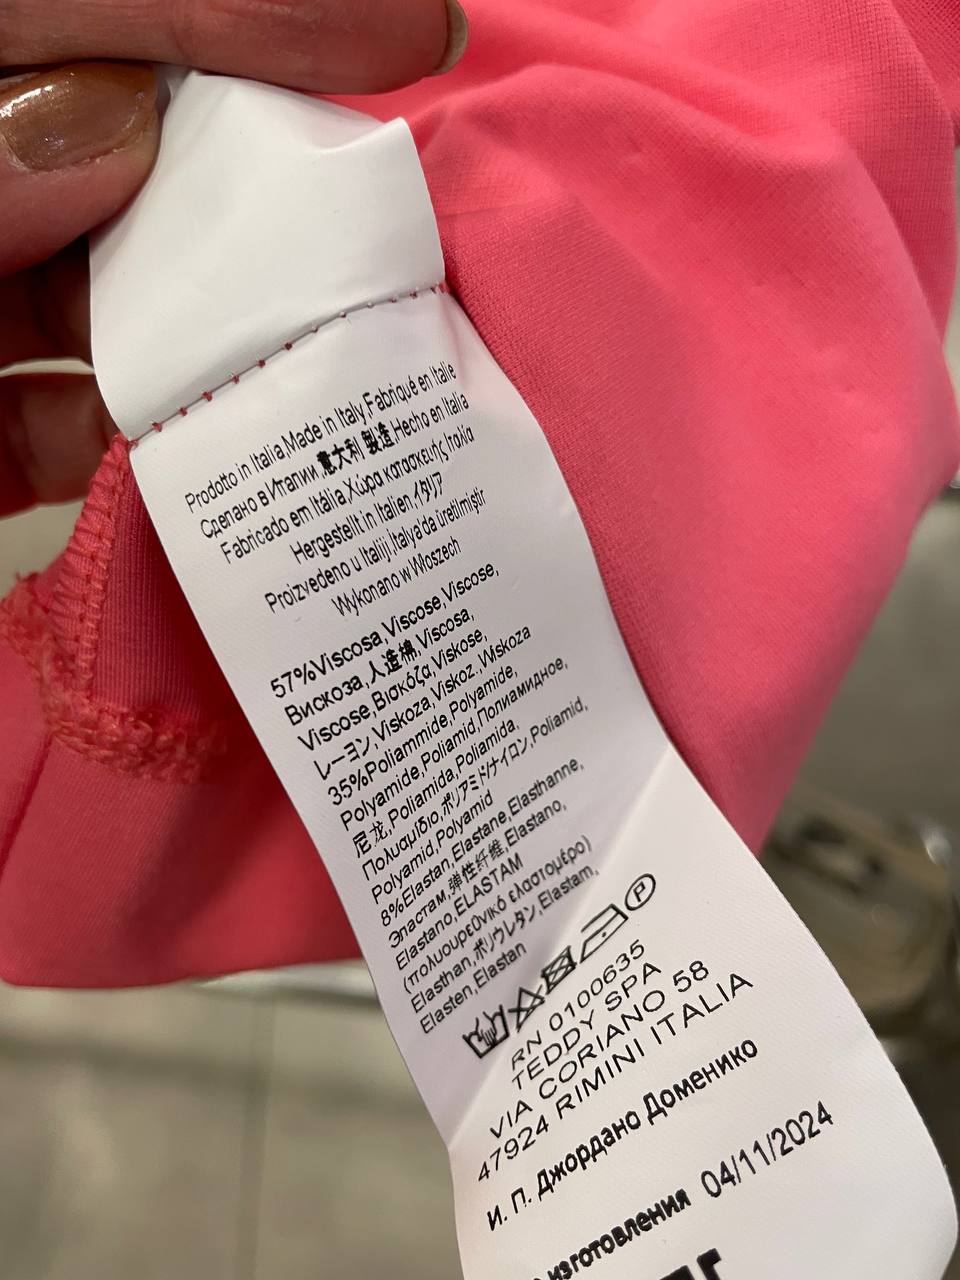 Prodotto in Italia,Made in Italy,Fabriqué en Italie
Сделано в Италии 意大利 製造,Hecho en Italia
Fabricado em Itália Χώρα κατασκευής Ιταλία
Hergestellt in Italien,イタリア
Proizvedeno u Italiji,İtalya'da üretilmiştir
Wykonano w Włoszech
57%Viscosa,Viscose,Viscose,
Вискоза,人造棉,Viscosa,
Viscose,Βισκόζα,Viskose,
レーヨン,Viskoza,Viskoz.,Wiskoza
35%Poliammide,Polyamide,
Polyamide,Poliamid,Полиамидное,
尼龙,Poliamida,Poliamida,
Πολυαμίδιο,ポリアミド/ナイロン,Poliamid,
Polyamid,Polyamid
8%Elastan,Elastane,Elasthanne,
Эластам,弹性纤维,Elastano,
Elastano,ELASTAM
(πολυουρεθνικό ελαστομέρο)
Elasthan,ポリウレタン,Elastam,
Elasten,Elastan
P
RN 0100635
TEDDY SPA
VIA CORIANO 58
47924 RIMINI ITALIA
И. П. Джордано Доменико
изготовления 04/11/2024